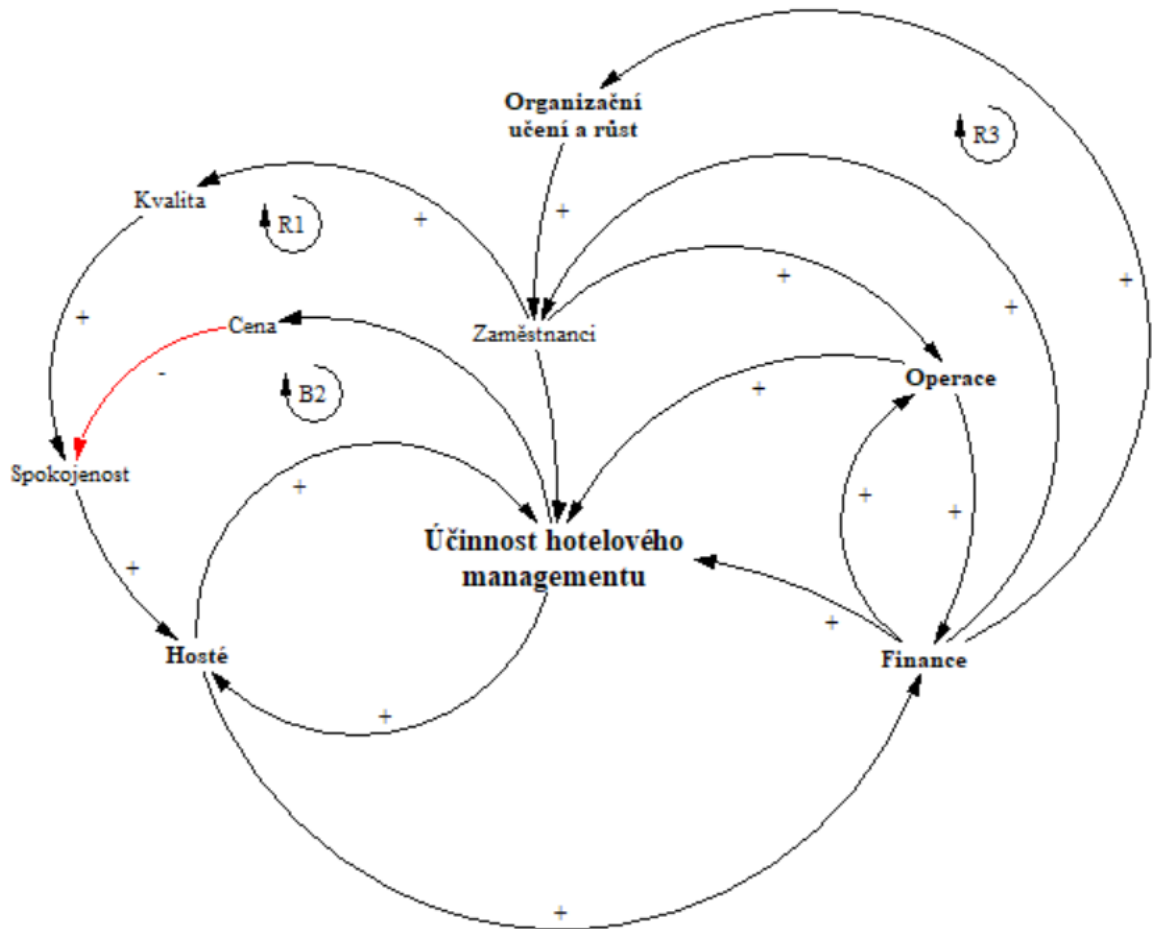 Organizační
učení a růst
R3
Kvalita
R1
+
+
+
+
+
+
Cena
Zaměstnanci
+
-
B2
+
Operace
Spokojenost
+
+
+
Účinnost hotelového
managementu
+
+
Hosté
Finance
+
+